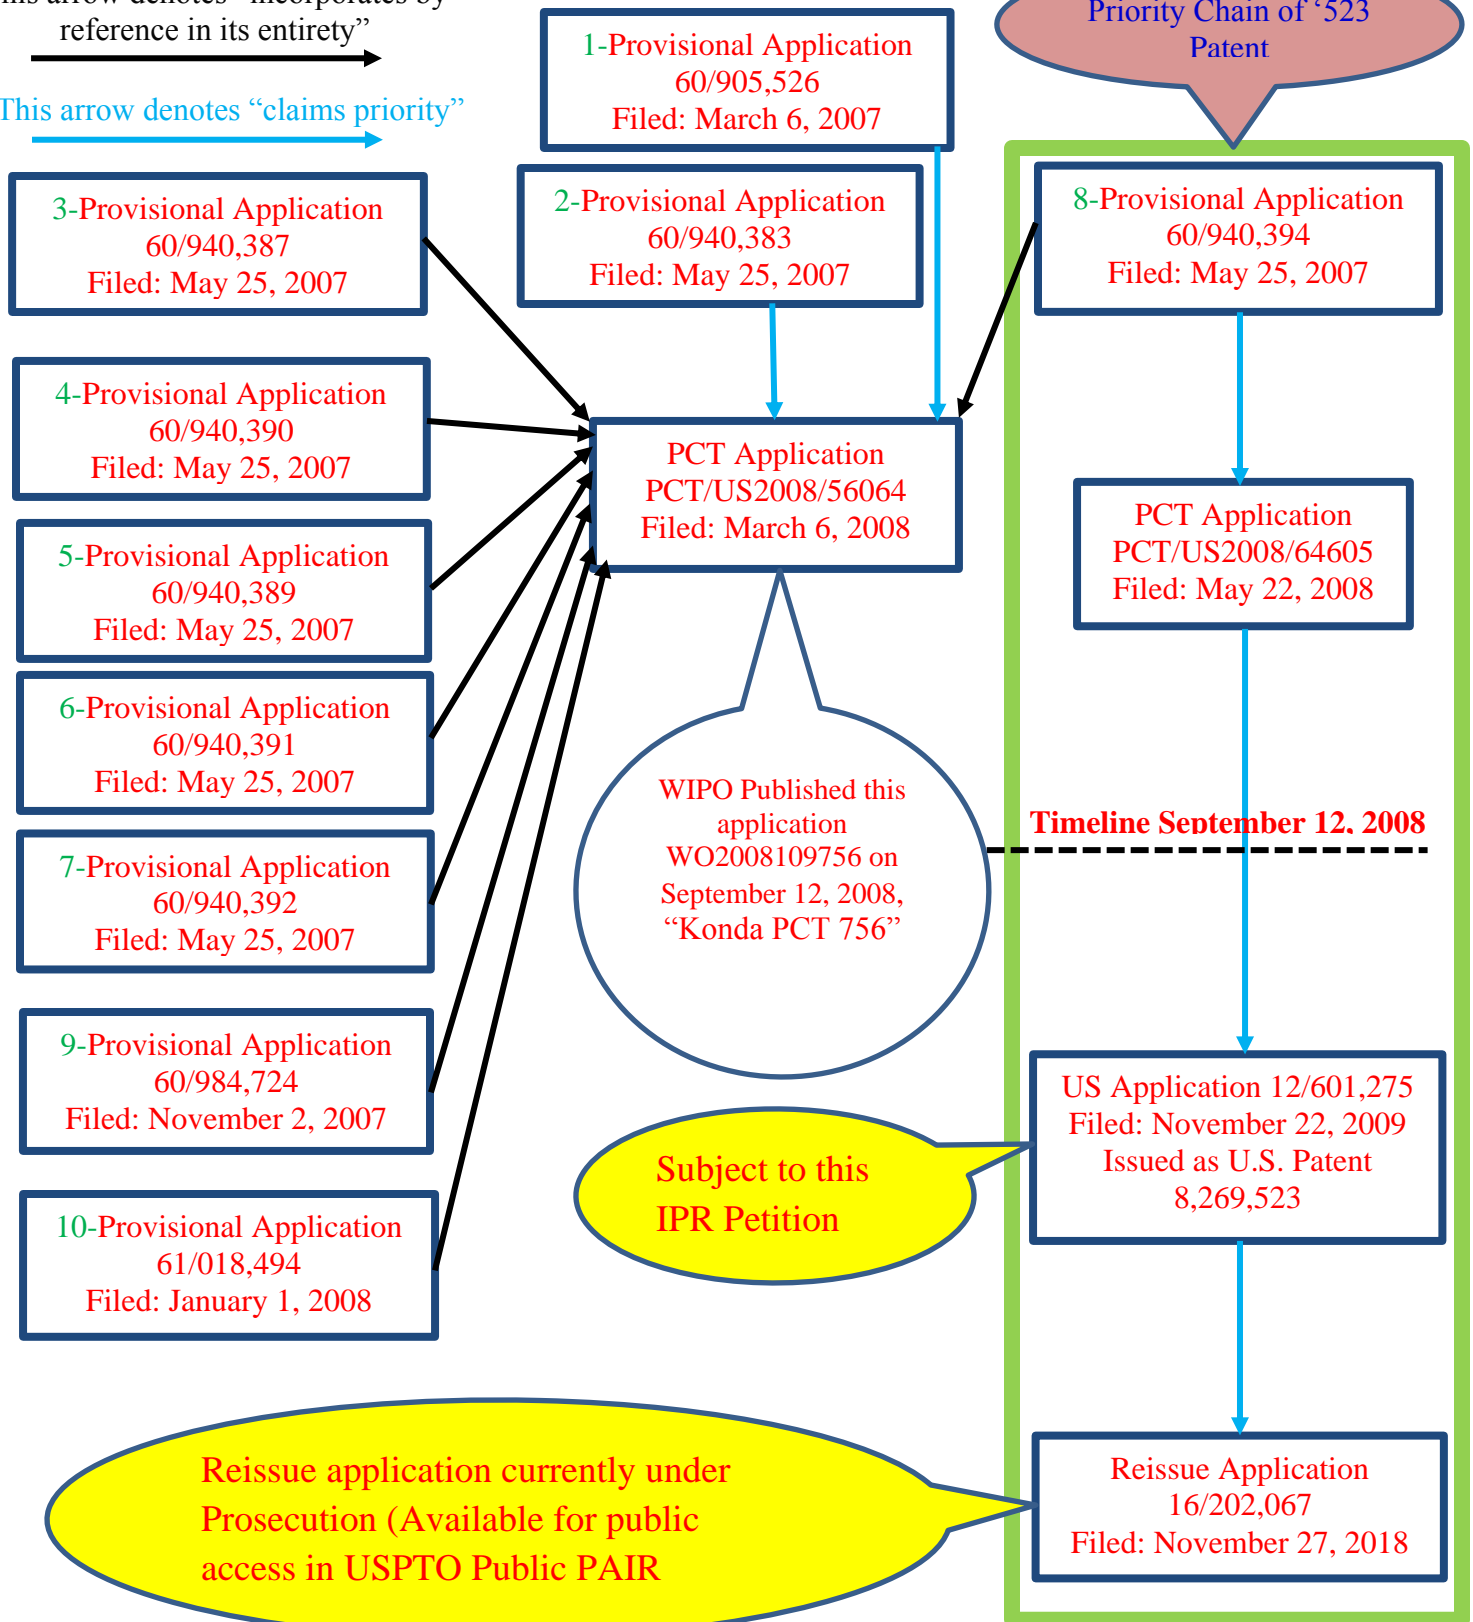 This arrow denotes “incorporates by
reference in its entirety”
This arrow denotes “claims priority”
1-Provisional Application
60/905,526
Filed: March 6, 2007
Priority Chain of ‘523
Patent
3-Provisional Application
60/940,387
Filed: May 25, 2007
2-Provisional Application
60/940,383
Filed: May 25, 2007
8-Provisional Application
60/940,394
Filed: May 25, 2007
4-Provisional Application
60/940,390
Filed: May 25, 2007
PCT Application
PCT/US2008/56064
Filed: March 6, 2008
PCT Application
PCT/US2008/64605
Filed: May 22, 2008
5-Provisional Application
60/940,389
Filed: May 25, 2007
6-Provisional Application
60/940,391
Filed: May 25, 2007
WIPO Published this
application
WO2008109756 on
September 12, 2008,
“Konda PCT 756”
Timeline September 12, 2008
7-Provisional Application
60/940,392
Filed: May 25, 2007
9-Provisional Application
60/984,724
Filed: November 2, 2007
US Application 12/601,275
Filed: November 22, 2009
Issued as U.S. Patent
8,269,523
Subject to this
IPR Petition
10-Provisional Application
61/018,494
Filed: January 1, 2008
Reissue application currently under
Prosecution (Available for public
access in USPTO Public PAIR
Reissue Application
16/202,067
Filed: November 27, 2018